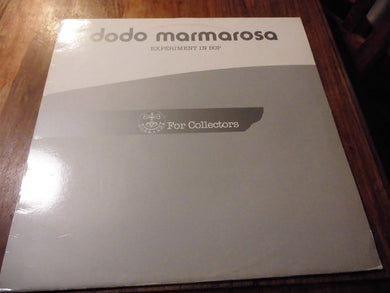 dodo marmarosa
EXPERIMENT IN BOP
For Collectors